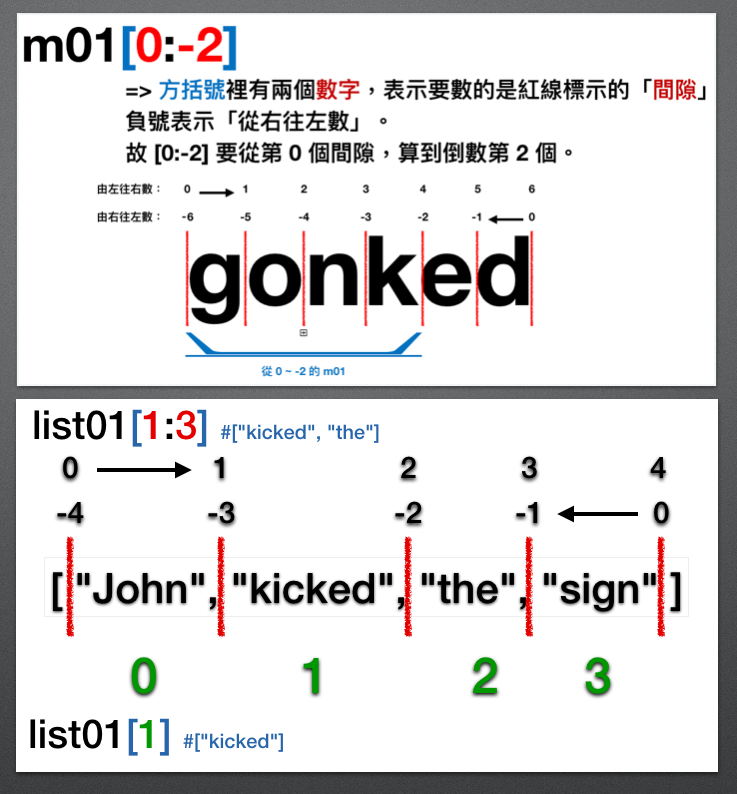 m01[0:-2]
=> 方括號裡有兩個數字，表示要數的是紅線標示的「間隙」
負號表示「從右往左數」。
故 [0:-2] 要從第 0 個間隙，算到倒數第 2 個。
由左往右數： 0 1 2 3 4 5 6
由右往左數： -6 -5 -4 -3 -2 -1 0
gonked
從 0 ~ -2 的 m01
list01[1:3] #["kicked", "the"]
0 1 2 3 4
-4 -3 -2 -1 0
["John", "kicked", "the", "sign"]
0 1 2 3
list01[1] #["kicked"]